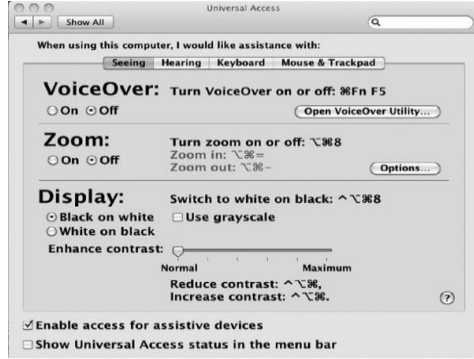 Universal Access
Show All
When using this computer, I would like assistance with:
Seeing Hearing Keyboard Mouse & Trackpad
VoiceOver: Turn VoiceOver on or off: ⌘Fn F5
On Off Open VoiceOver Utility...
Zoom: Turn zoom on or off: ⌥⌘8
On Off Zoom in: ⌥⌘=
Zoom out: ⌥⌘- Options...
Display: Switch to white on black: ^⌥⌘8
Black on white Use grayscale
White on black
Enhance contrast:
Normal Maximum
Reduce contrast: ^⌥⌘,
Increase contrast: ^⌥⌘.
?
Enable access for assistive devices
Show Universal Access status in the menu bar